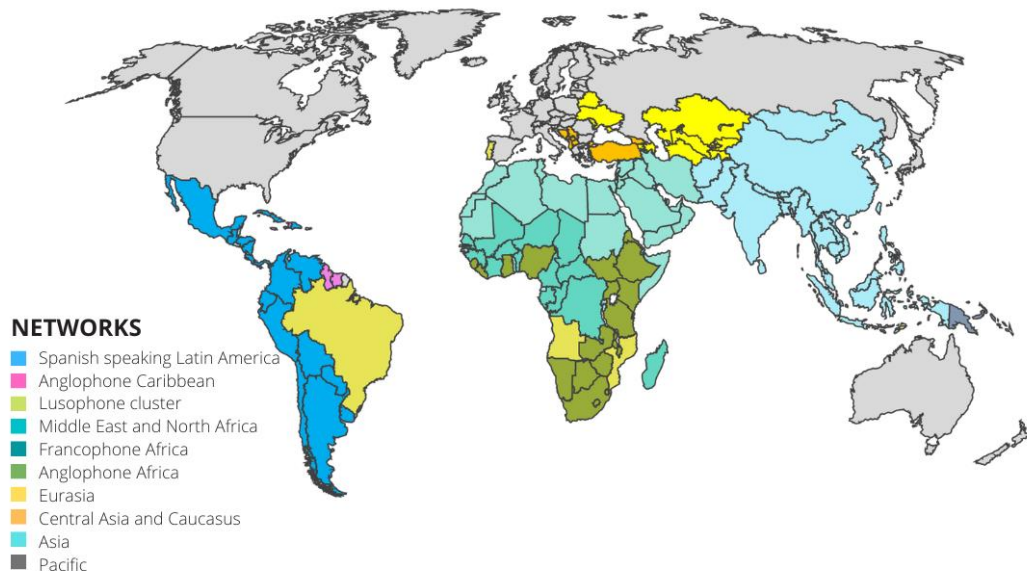 NETWORKS
Spanish speaking Latin America
Anglophone Caribbean
Lusophone cluster
Middle East and North Africa
Francophone Africa
Anglophone Africa
Eurasia
Central Asia and Caucasus
Asia
Pacific